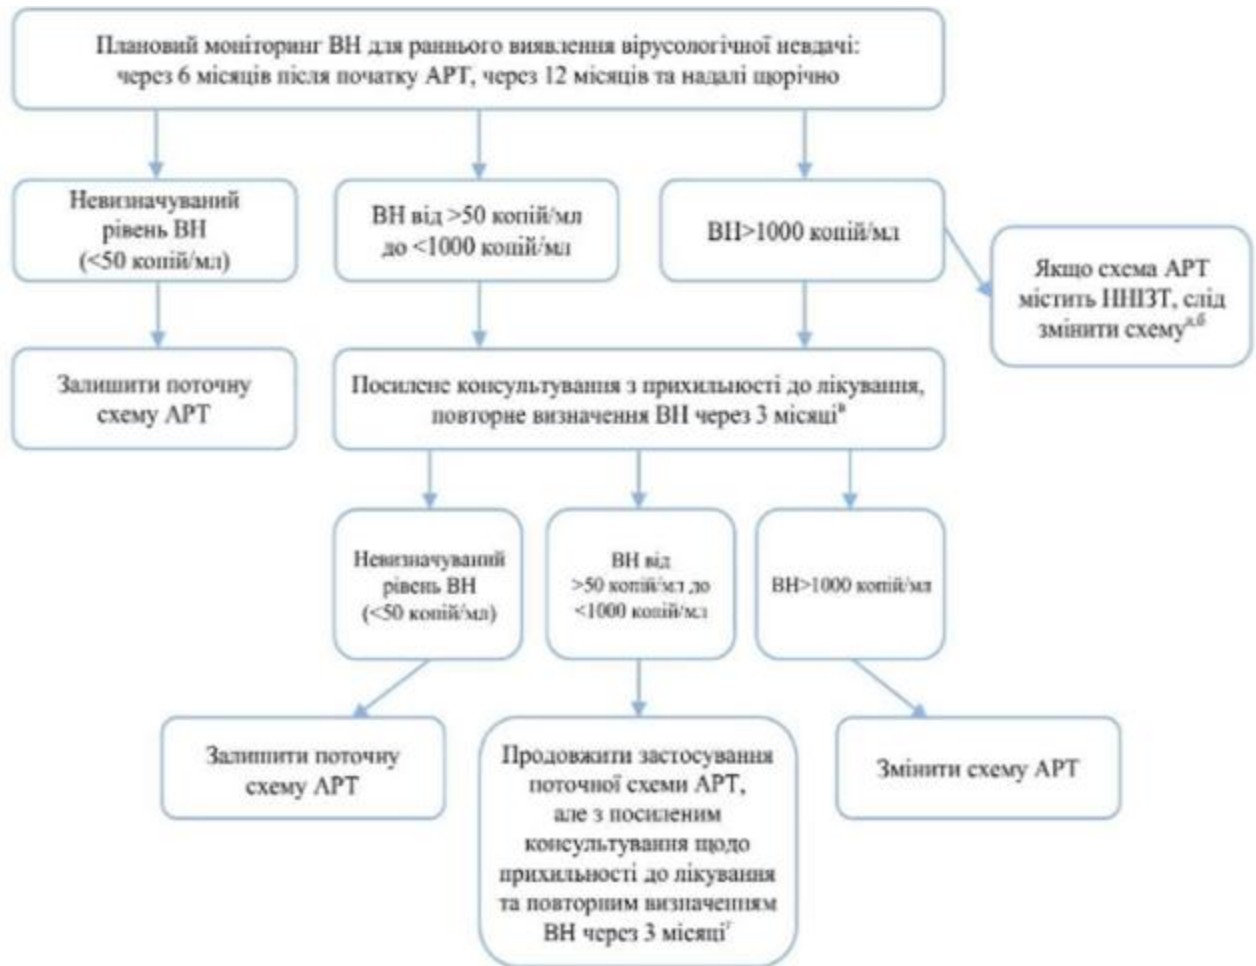 Плановий моніторинг ВН для раннього виявлення вірусологічної невдачі:
через 6 місяців після початку АРТ, через 12 місяців та надалі щорічно
Невизначуваний
рівень ВН
(<50 копій/мл)
ВН від >50 копій/мл
до <1000 копій/мл
ВН>1000 копій/мл
Якщо схема АРТ
містить ННІЗТ, слід
змінити схемуᵃ,ᵇ
Залишити поточну
схему АРТ
Посилене консультування з прихильності до лікування,
повторне визначення ВН через 3 місяціᵛ
Невизначуваний
рівень ВН
(<50 копій/мл)
ВН від
>50 копій/мл до
<1000 копій/мл
ВН>1000 копій/мл
Залишити поточну
схему АРТ
Продовжити застосування
поточної схеми АРТ,
але з посиленим
консультування щодо
прихильності до лікування
та повторним визначенням
ВН через 3 місяціᵍ
Змінити схему АРТ